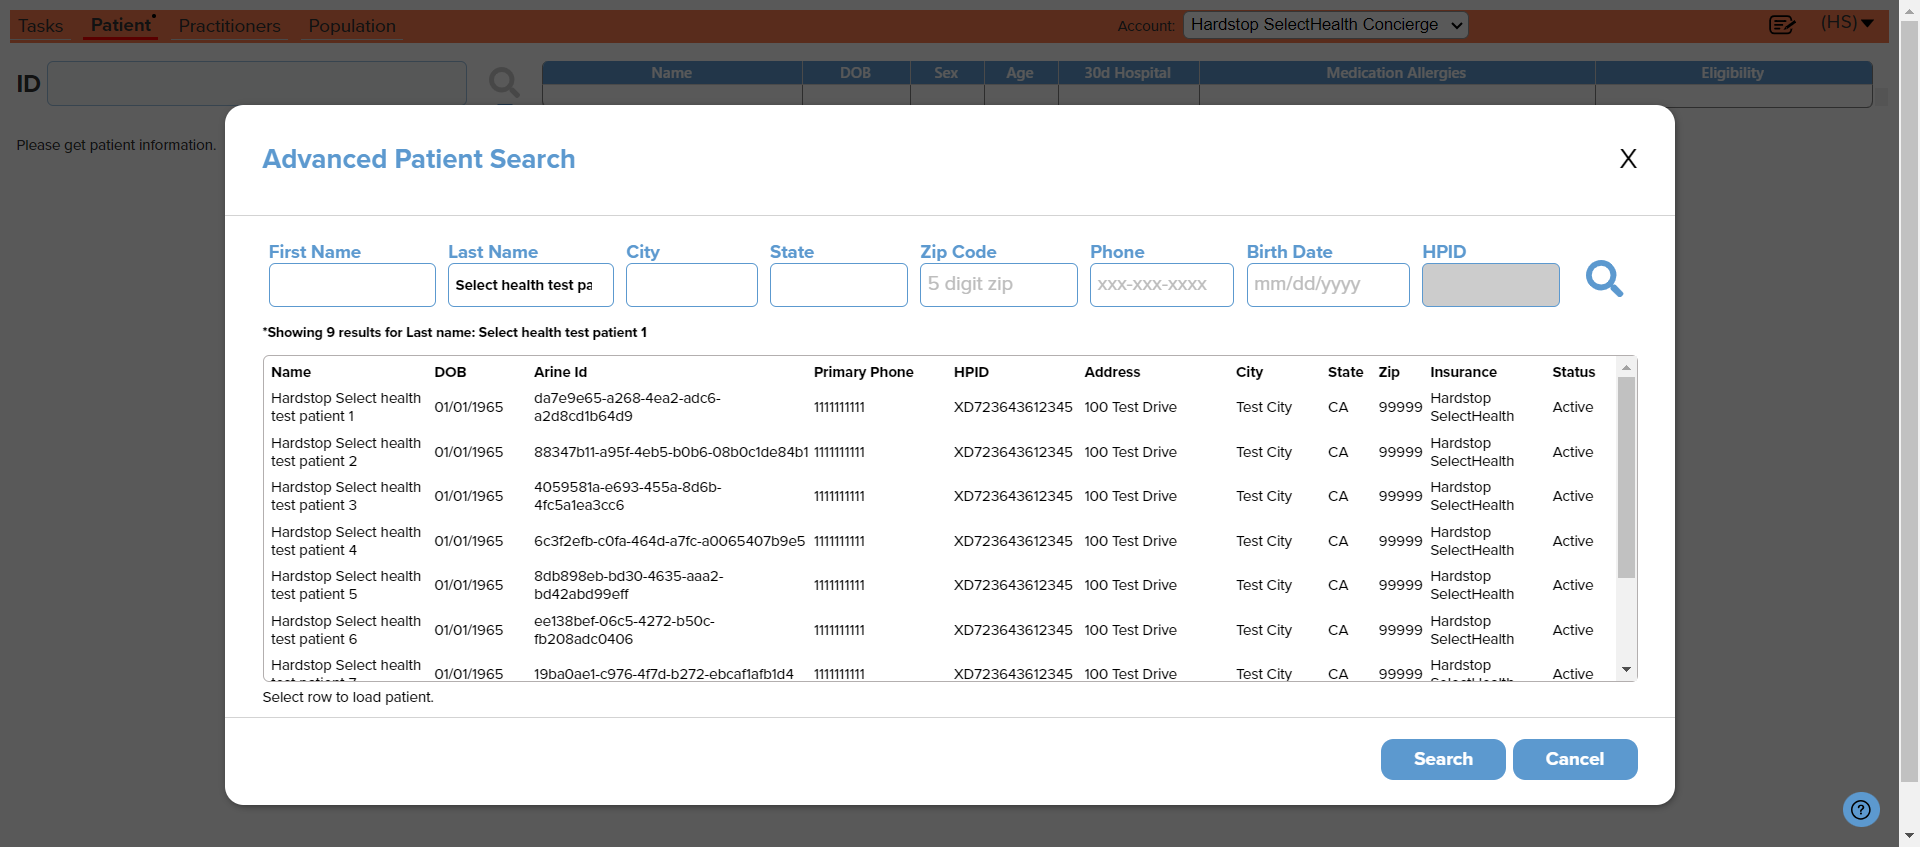 Tasks Patient Practitioners Population Account: Hardstop SelectHealth Concierge (HS)
ID Name DOB Sex Age 30d Hospital Medication Allergies Eligibility
Please get patient information.
Advanced Patient Search X
First Name Last Name City State Zip Code Phone Birth Date HPID
Select health test pa 5 digit zip xxx-xxx-xxxx mm/dd/yyyy
*Showing 9 results for Last name: Select health test patient 1
Name DOB Arine Id Primary Phone HPID Address City State Zip Insurance Status
Hardstop Select health da7e9e65-a268-4ea2-adc6- Hardstop
test patient 1 01/01/1965 a2d8cd1b64d9 1111111111 XD723643612345 100 Test Drive Test City CA 99999 SelectHealth Active
Hardstop Select health Hardstop
test patient 2 01/01/1965 88347b11-a95f-4eb5-b0b6-08b0c1de84b1 1111111111 XD723643612345 100 Test Drive Test City CA 99999 SelectHealth Active
Hardstop Select health 4059581a-e693-455a-8d6b- Hardstop
test patient 3 01/01/1965 4fc5a1ea3cc6 1111111111 XD723643612345 100 Test Drive Test City CA 99999 SelectHealth Active
Hardstop Select health Hardstop
test patient 4 01/01/1965 6c3f2efb-c0fa-464d-a7fc-a0065407b9e5 1111111111 XD723643612345 100 Test Drive Test City CA 99999 SelectHealth Active
Hardstop Select health 8db898eb-bd30-4635-aaa2- Hardstop
test patient 5 01/01/1965 bd42abd99eff 1111111111 XD723643612345 100 Test Drive Test City CA 99999 SelectHealth Active
Hardstop Select health ee138bef-06c5-4272-b50c- Hardstop
test patient 6 01/01/1965 fb208adc0406 1111111111 XD723643612345 100 Test Drive Test City CA 99999 SelectHealth Active
Hardstop Select health Hardstop
01/01/1965 19ba0ae1-c976-4f7d-b272-ebcaf1afb1d4 1111111111 XD723643612345 100 Test Drive Test City CA 99999 Active
Select row to load patient.
Search Cancel
?